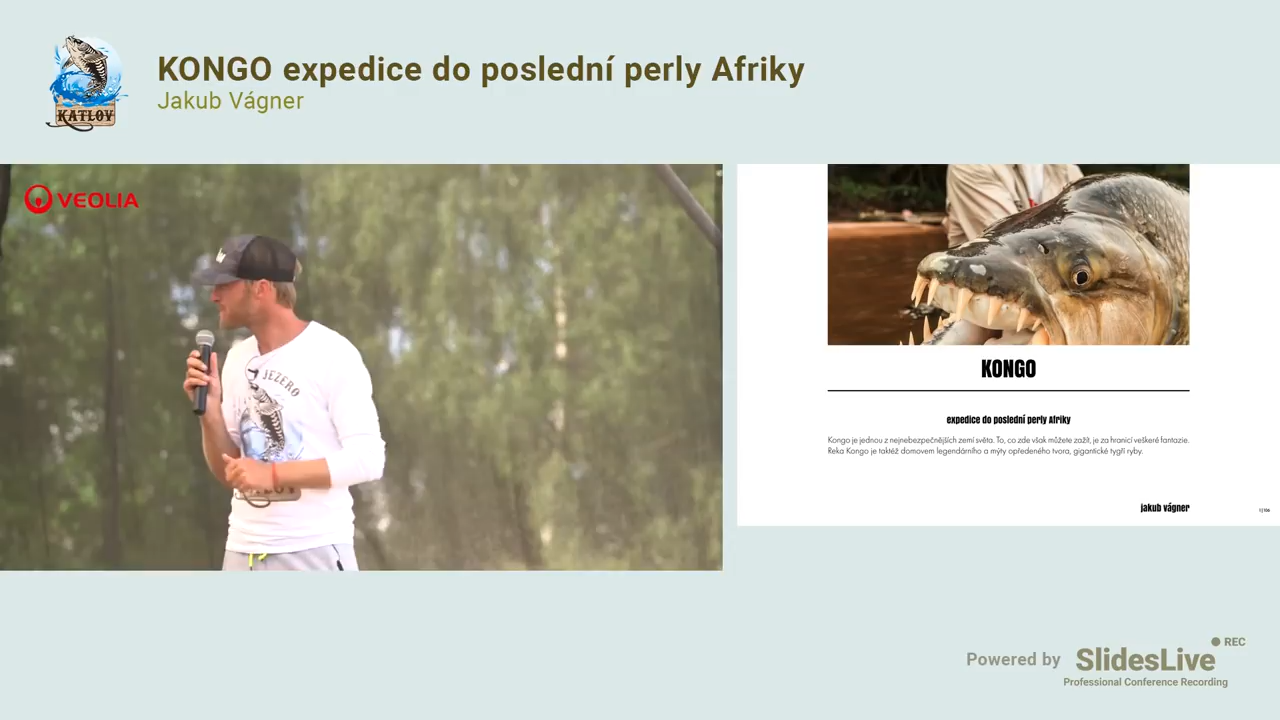 KATLOV
KONGO expedice do poslední perly Afriky
Jakub Vágner
VEOLIA
JEZERO
KATLOV
KONGO
expedice do poslední perly Afriky
Kongo je jednou z nejnebezpečnějších zemí světa. To, co zde však můžete zažít, je za hranicí veškeré fantazie.
Reka Kongo je taktéž domovem legendárního a mýty opředeného tvora, gigantické tygří ryby.
jakub vágner
Powered by
SlidesLive
REC
Professional Conference Recording